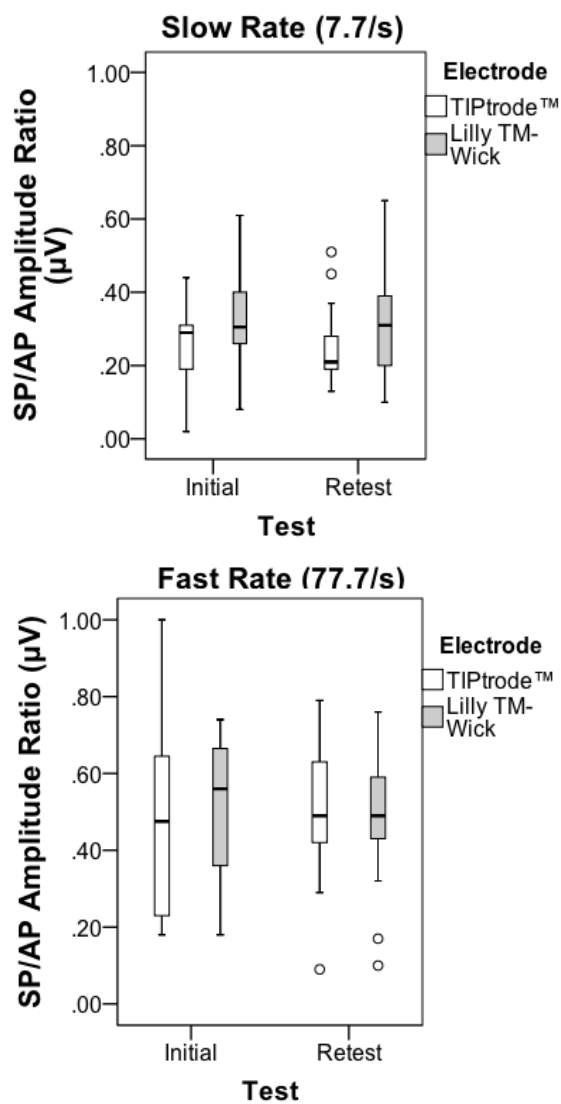 Slow Rate (7.7/s)
SP/AP Amplitude Ratio
(µV)
1.00
.80
.60
.40
.20
.00
Initial
Retest
Test
Electrode
TIPtrode™
Lilly TM-
Wick
Fast Rate (77.7/s)
SP/AP Amplitude Ratio (µV)
1.00
.80
.60
.40
.20
.00
Initial
Retest
Test
Electrode
TIPtrode™
Lilly TM-
Wick